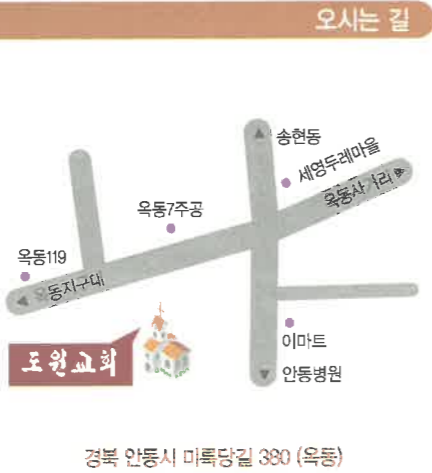 오시는 길
송현동
세영두레마을
옥동사거리
옥동7주공
옥동119
옥동지구대
이마트
도원교회
안동병원
경북 안동시 마뜩당길 380 (옥동)